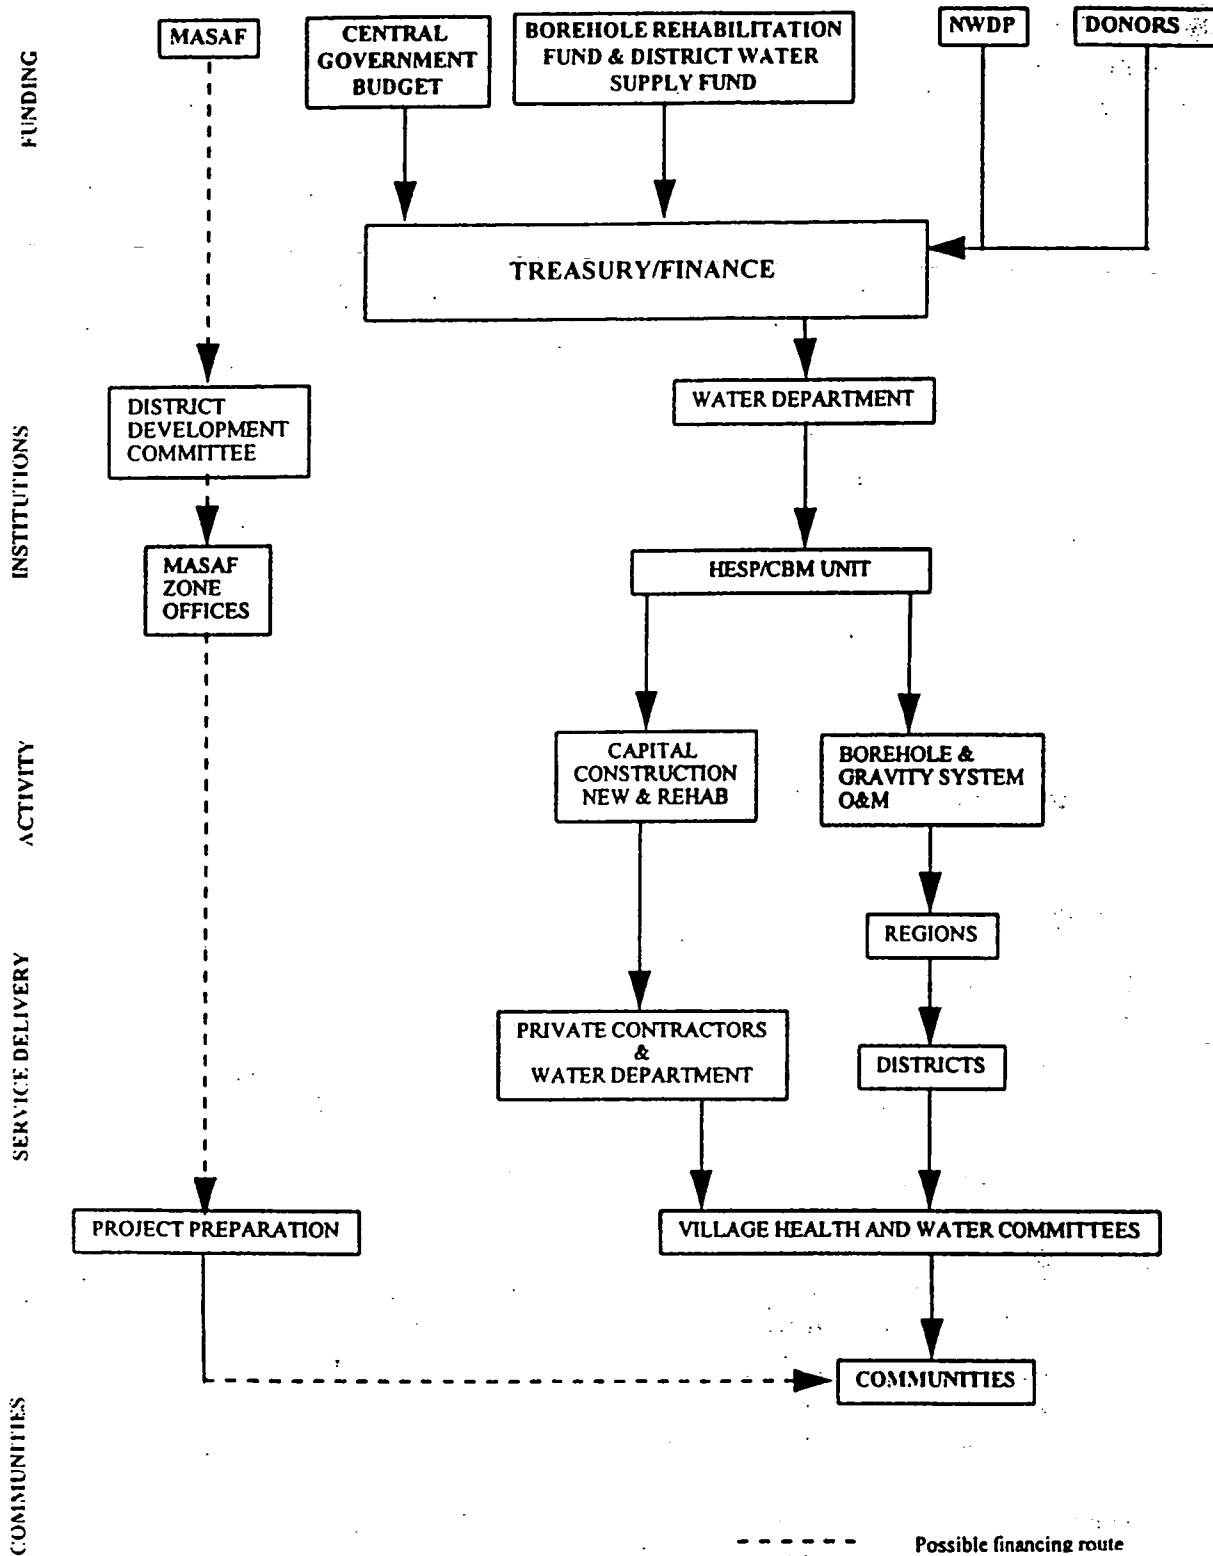 FUNDING
MASAF
CENTRAL
GOVERNMENT
BUDGET
BOREHOLE REHABILITATION
FUND & DISTRICT WATER
SUPPLY FUND
NWDP
DONORS
TREASURY/FINANCE
INSTITUTIONS
DISTRICT
DEVELOPMENT
COMMITTEE
WATER DEPARTMENT
MASAF
ZONE
OFFICES
HESP/CBM UNIT
ACTIVITY
CAPITAL
CONSTRUCTION
NEW & REHAB
BOREHOLE &
GRAVITY SYSTEM
O&M
SERVICE DELIVERY
REGIONS
PRIVATE CONTRACTORS
&
WATER DEPARTMENT
DISTRICTS
PROJECT PREPARATION
VILLAGE HEALTH AND WATER COMMITTEES
COMMUNITIES
COMMUNITIES
Possible financing route